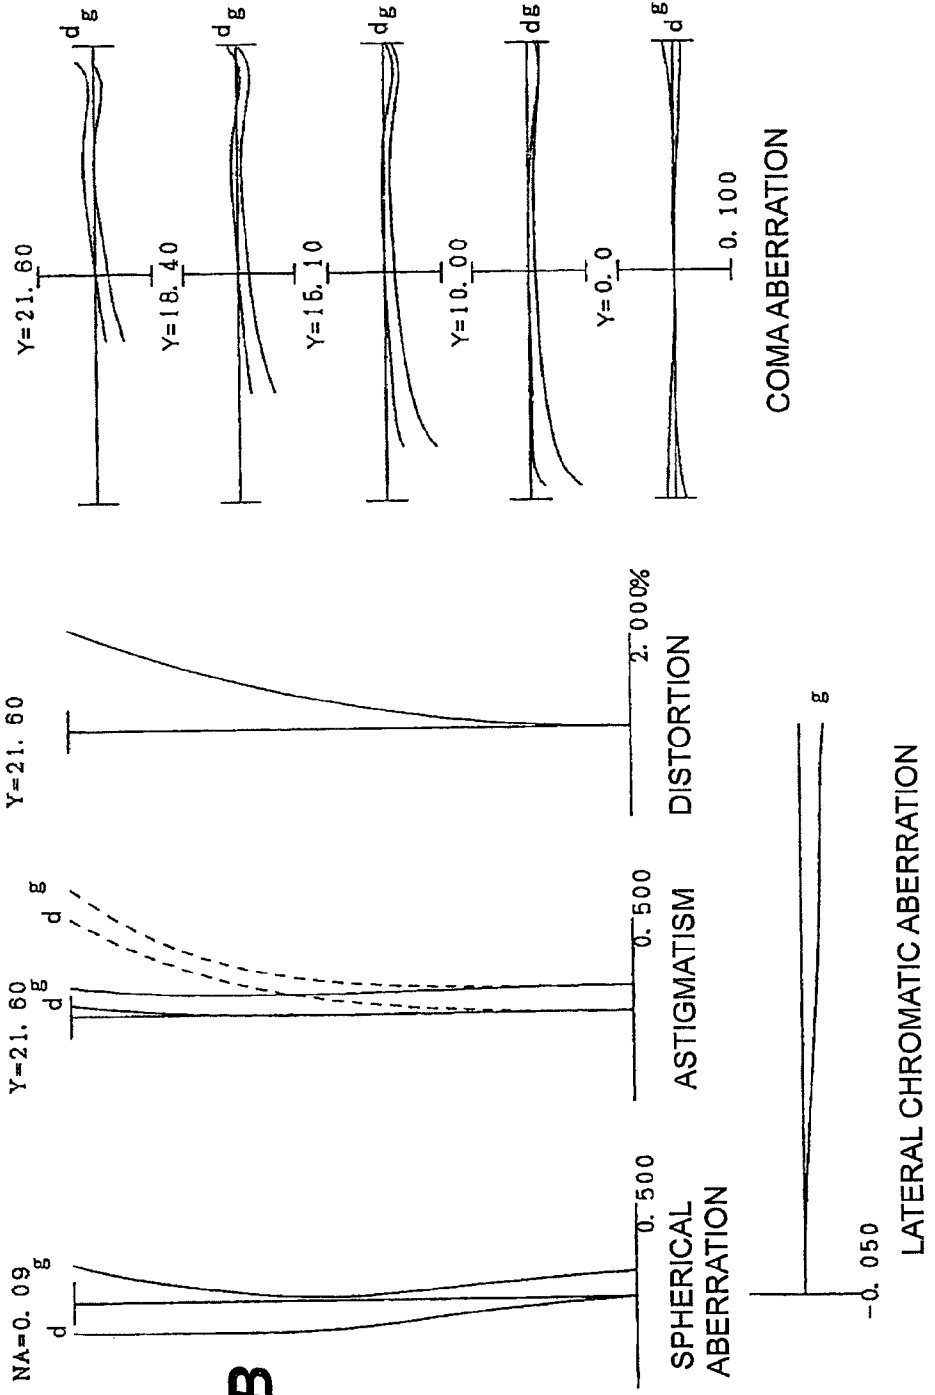 B
NA=0.09
d g
0.500
SPHERICAL
ABERRATION
Y=21.60
d g
d g
0.500
ASTIGMATISM
Y=21.60
2.000%
DISTORTION
Y=21.60
d g
Y=18.40
d g
Y=15.10
d g
Y=10.00
d g
Y=0.0
g
d
0.100
COMA ABERRATION
g
-0.050
LATERAL CHROMATIC ABERRATION